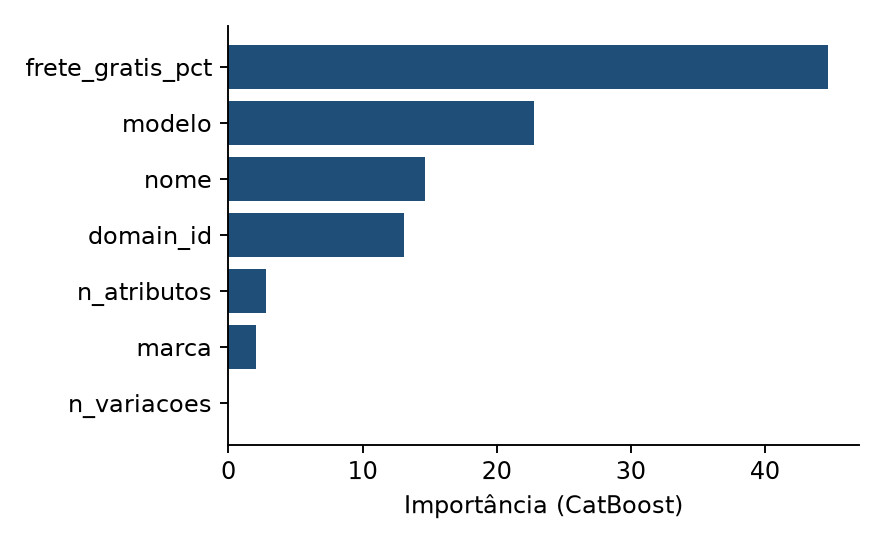 frete_gratis_pct
modelo
nome
domain_id
n_atributos
marca
n_variacoes
0 10 20 30 40
Importância (CatBoost)